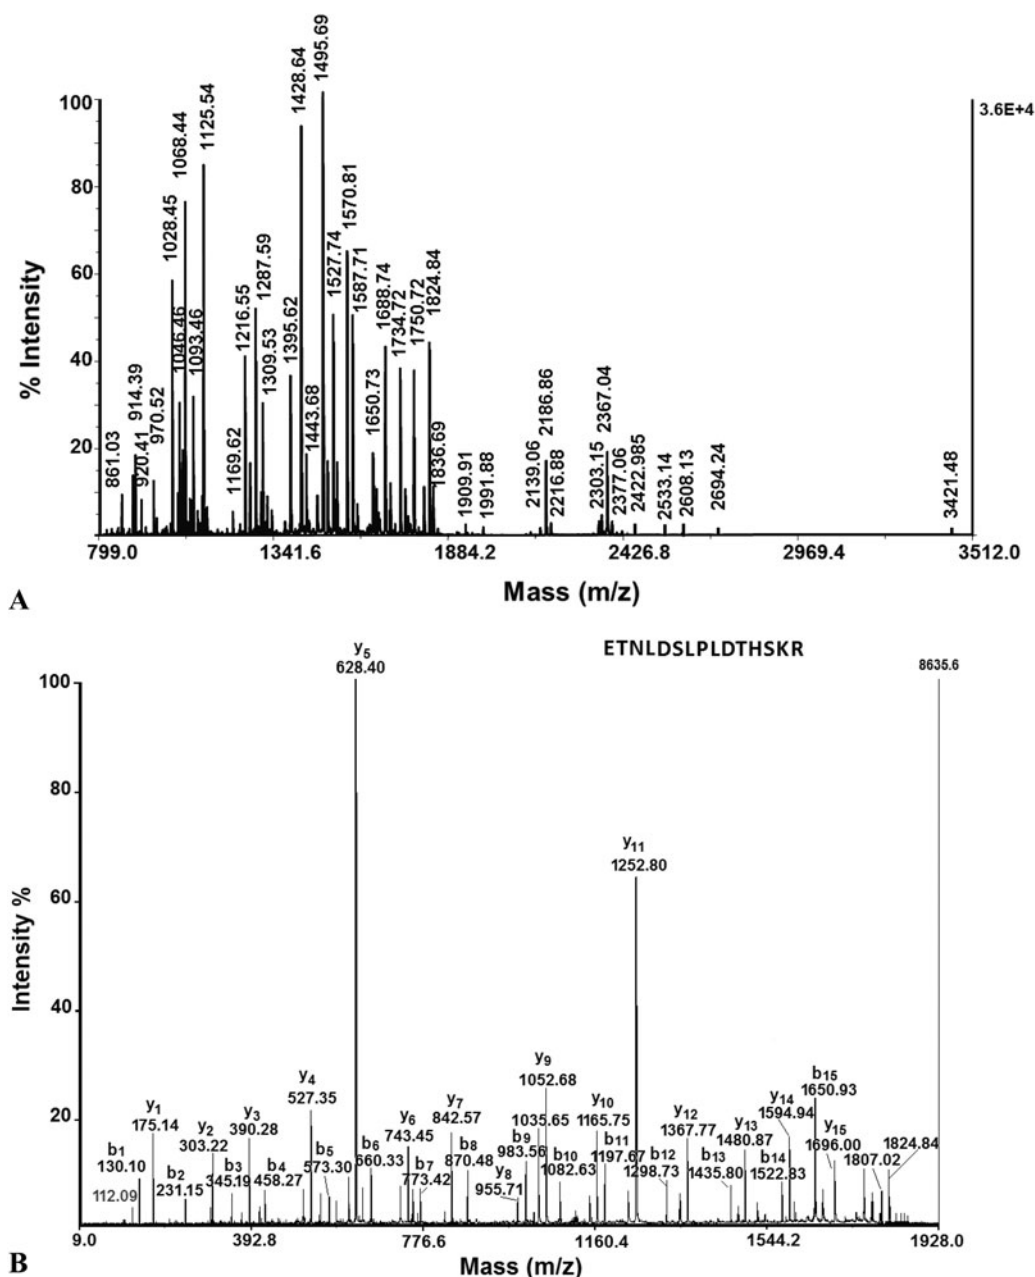 1428.64
1495.69
1125.54
1068.44
3.6E+4
100
1570.81
1028.45
1527.74
1587.71
1287.59
1688.74
1734.72
1750.72
1824.84
80
1216.55
1309.53
1395.62
1046.46
1093.46
60
% Intensity
2367.04
1443.68
1650.73
2186.86
914.39
970.52
40
861.03
920.41
1169.62
1836.69
1909.91
1991.88
2139.06
2216.88
2303.15
2377.06
2422.985
2533.14
2608.13
2694.24
3421.48
20
799.0 1341.6 1884.2 2426.8 2969.4 3512.0
Mass (m/z)
A
y5
628.40
ETNLDSLPLDTHSKR
8635.6
100
80
y11
1252.80
60
Intensity %
40
20
b1
130.10
112.09
y1
175.14
b2
231.15
y2
303.22
b3
345.19
y3
390.28
b4
458.27
y4
527.35
b5
573.30
b6
660.33
y6
743.45
b7
773.42
y7
842.57
b8
870.48
y8
955.71
b9
983.56
1035.65
y9
1052.68
b10
1082.63
y10
1165.75
b11
1197.67
b12
1298.73
y12
1367.77
b13
1435.80
y13
1480.87
b14
1522.83
y14
1594.94
b15
1650.93
y15
1696.00
1807.02
1824.84
9.0 392.8 776.6 1160.4 1544.2 1928.0
Mass (m/z)
B